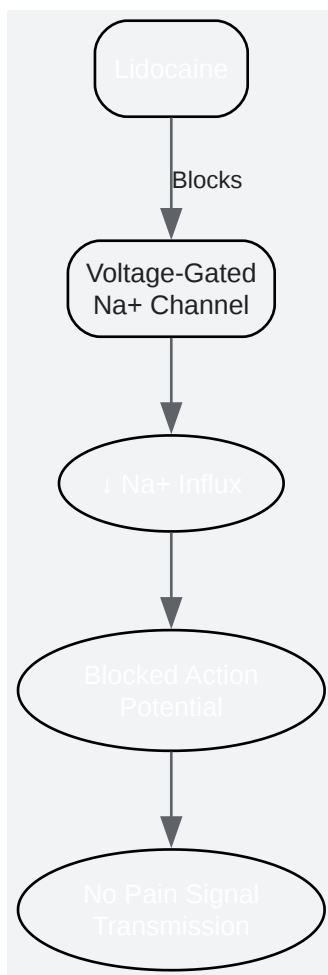 Lidocaine
Blocks
Voltage-Gated
Na+ Channel
↓ Na+ Influx
Blocked Action
Potential
No Pain Signal
Transmission